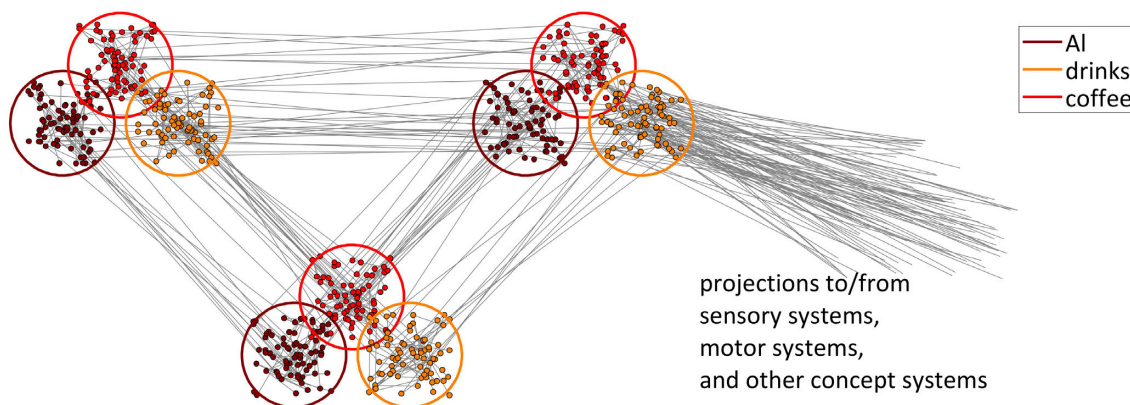 Al
drinks
coffee
projections to/from
sensory systems,
motor systems,
and other concept systems